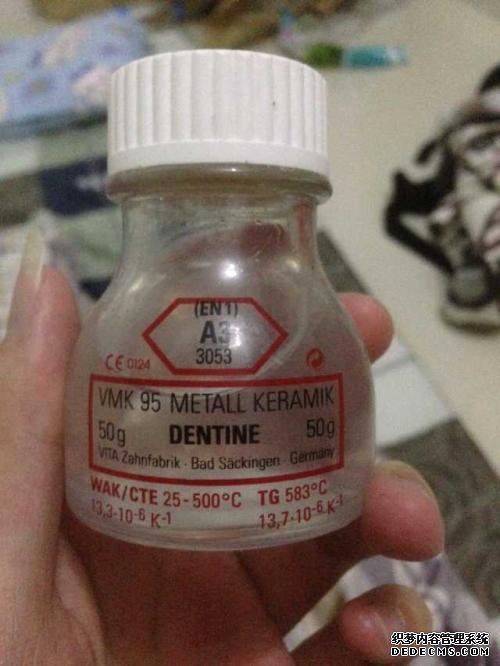 (EN1)
A3
3053
CE 0124
VMK 95 METALL KERAMIK
50g DENTINE 50g
VITA Zahnfabrik · Bad Säckingen · Germany
WAK/CTE 25-500°C TG 583°C
13,3·10-6 K-1 13,7·10-6 K-1
织梦内容管理系统
DEDECMS.COM